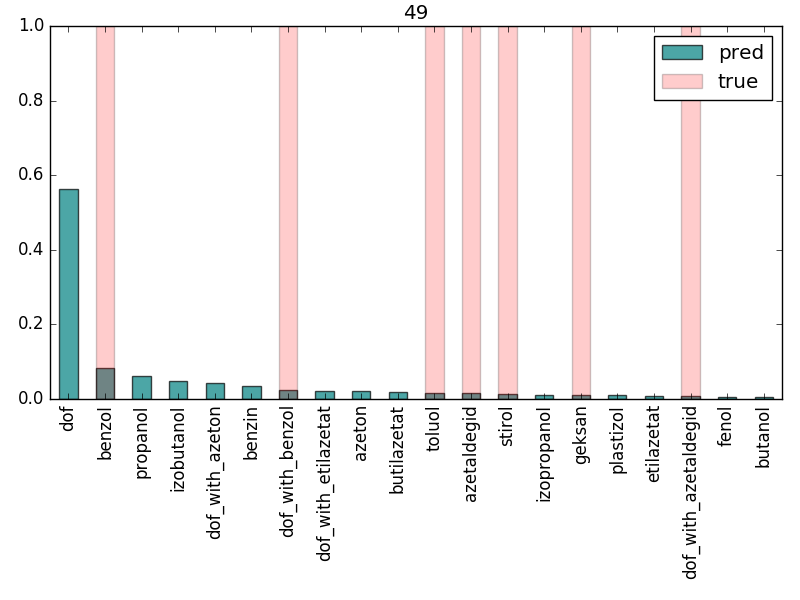 49
pred
true
1.0
0.8
0.6
0.4
0.2
0.0
dof
benzol
propanol
izobutanol
dof_with_azeton
benzin
dof_with_benzol
dof_with_etilazetat
azeton
butilazetat
toluol
azetaldegid
stirol
izopropanol
geksan
plastizol
etilazetat
dof_with_azetaldegid
fenol
butanol